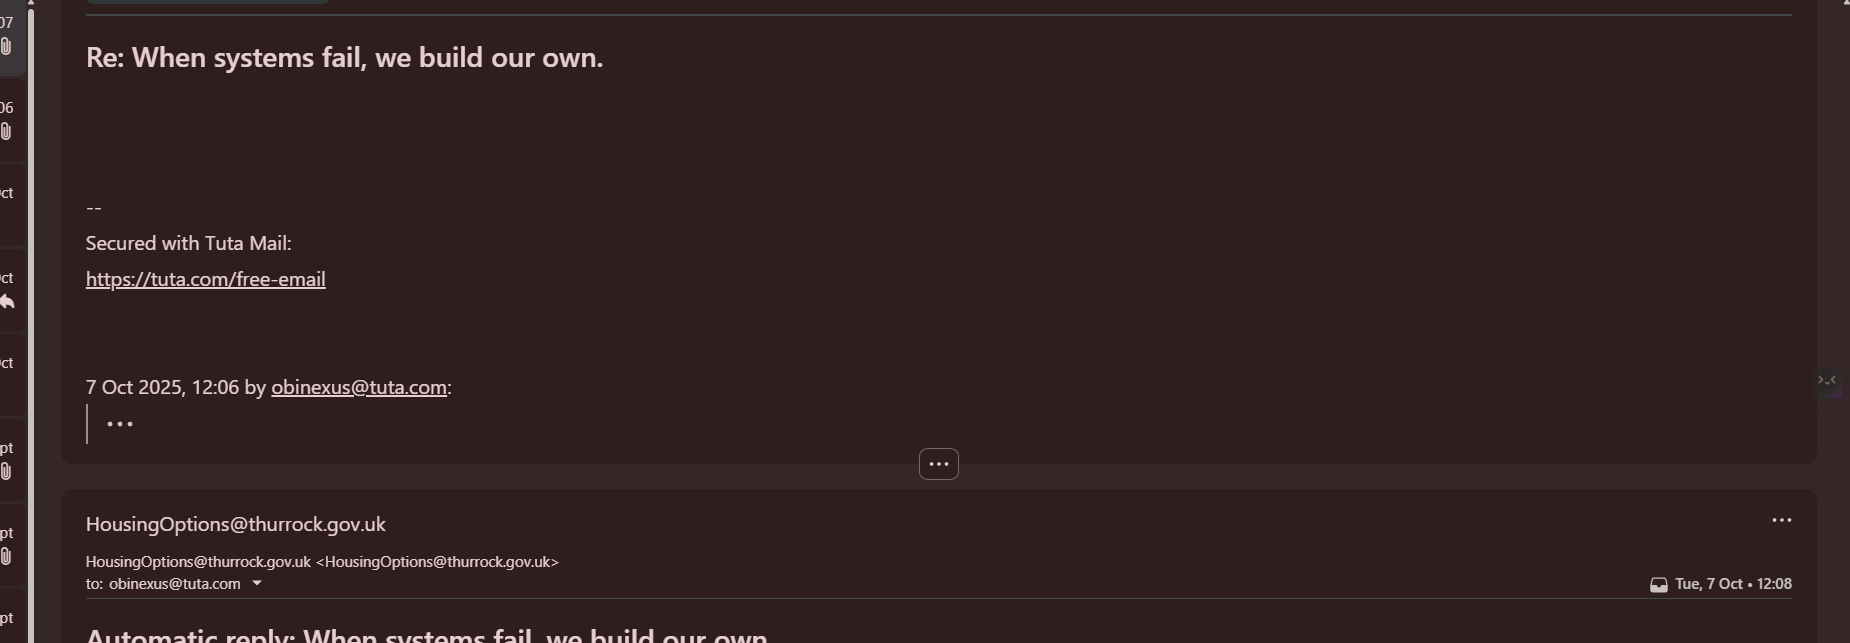 07
06
Oct
Oct
Oct
pt
pt
pt
Re: When systems fail, we build our own.
--
Secured with Tuta Mail:
https://tuta.com/free-email
7 Oct 2025, 12:06 by obinexus@tuta.com:
HousingOptions@thurrock.gov.uk
HousingOptions@thurrock.gov.uk <HousingOptions@thurrock.gov.uk>
to: obinexus@tuta.com
Tue, 7 Oct • 12:08
Automatic reply: When systems fail, we build our own.